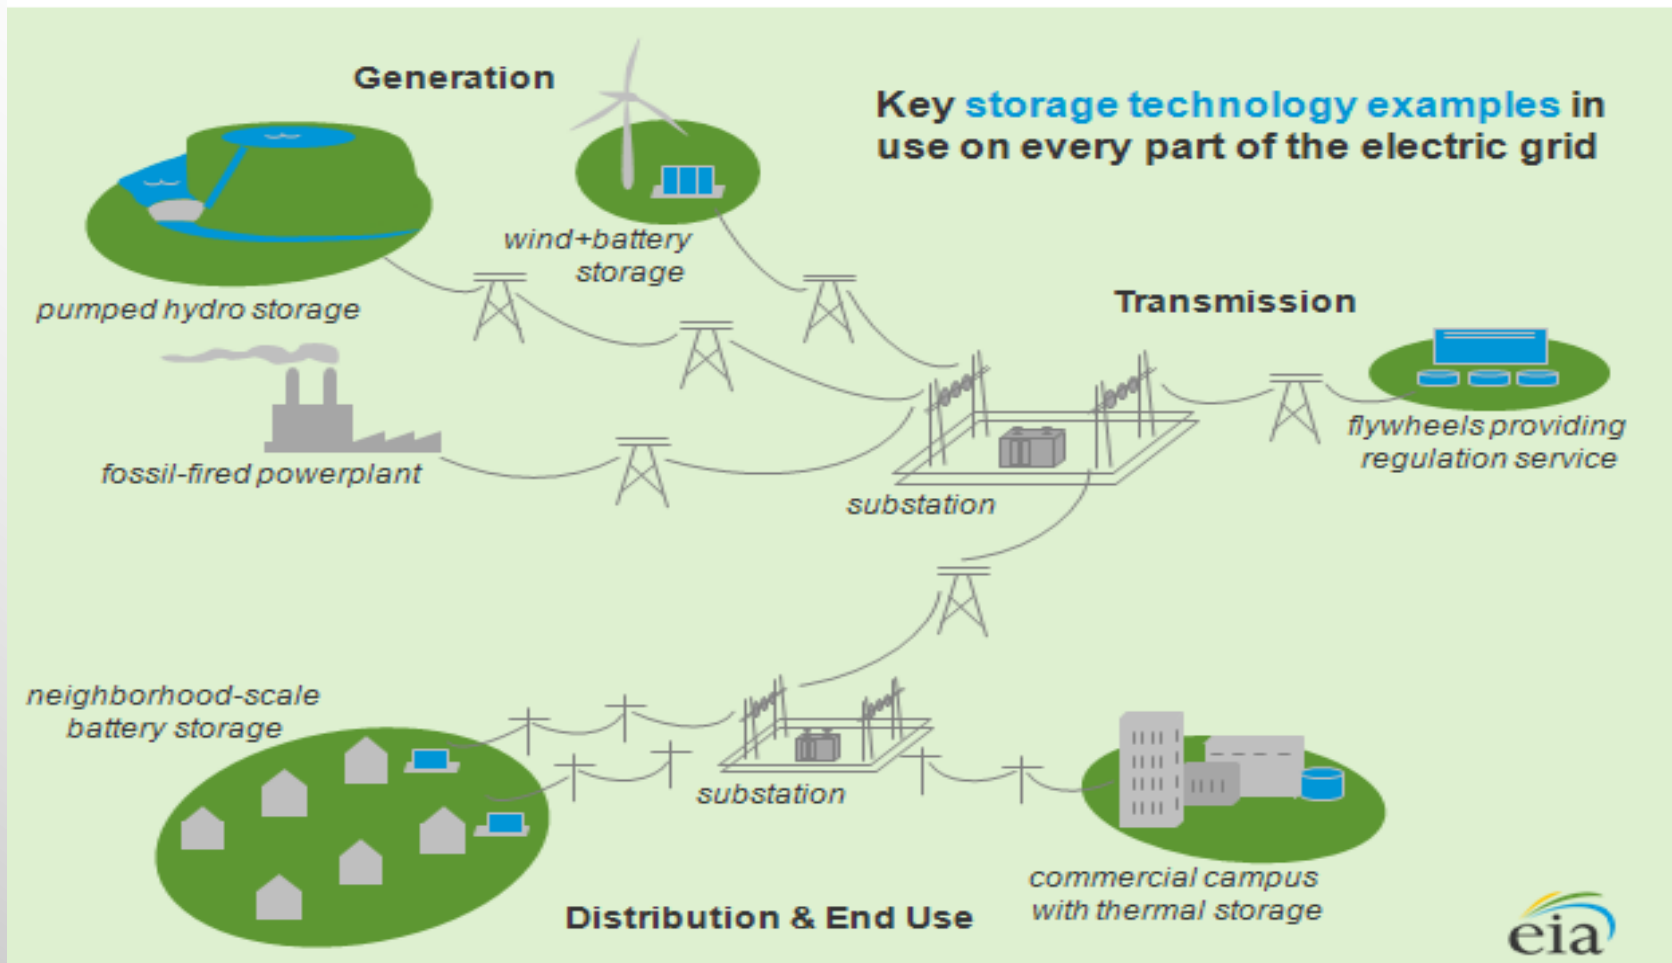 Generation
Key storage technology examples in
use on every part of the electric grid
wind+battery
storage
pumped hydro storage
Transmission
fossil-fired powerplant
flywheels providing
regulation service
substation
neighborhood-scale
battery storage
substation
commercial campus
with thermal storage
Distribution & End Use
eia